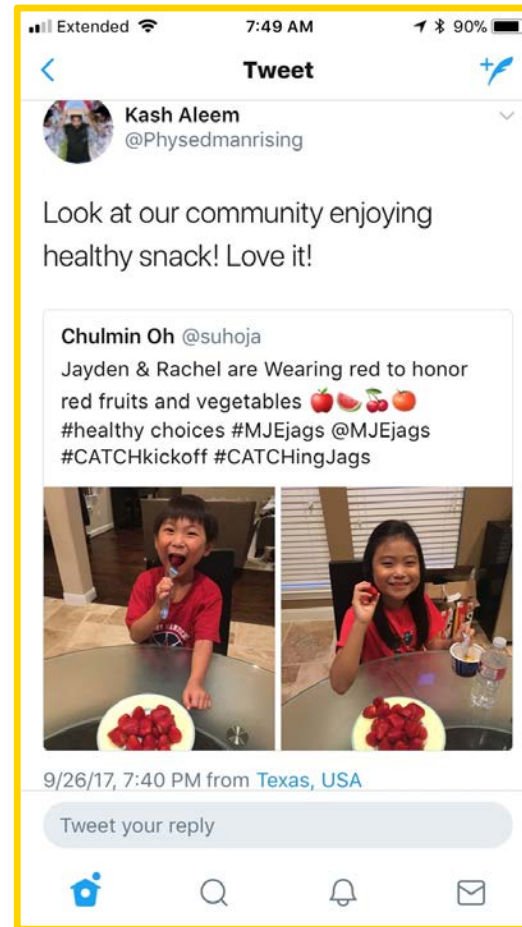 Extended 7:49 AM 90%
Tweet
Kash Aleem
@Physedmanrising
Look at our community enjoying
healthy snack! Love it!
Chulmin Oh @suhoja
Jayden & Rachel are Wearing red to honor
red fruits and vegetables 🍎🍉🍒🍅
#healthy choices #MJEjags @MJEjags
#CATCHkickoff #CATCHingJags
9/26/17, 7:40 PM from Texas, USA
Tweet your reply